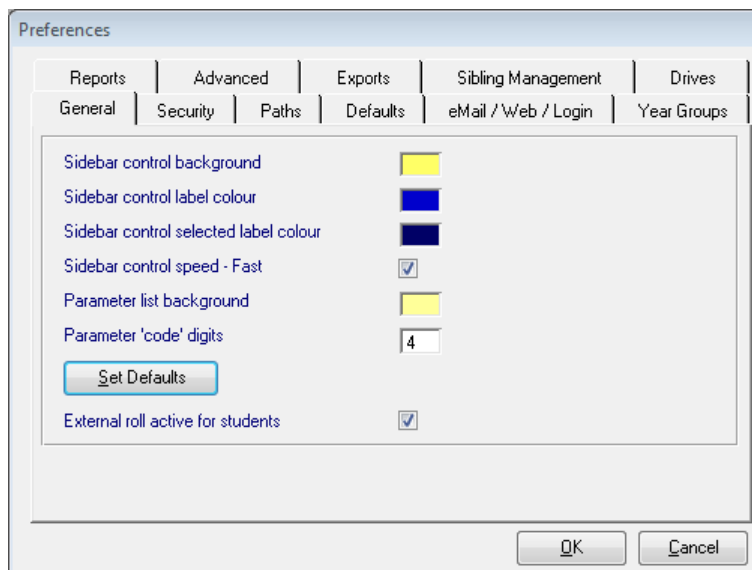 Preferences
Reports Advanced Exports Sibling Management Drives
General Security Paths Defaults eMail / Web / Login Year Groups
Sidebar control background
Sidebar control label colour
Sidebar control selected label colour
Sidebar control speed - Fast
Parameter list background
Parameter 'code' digits 4
Set Defaults
External roll active for students
OK Cancel